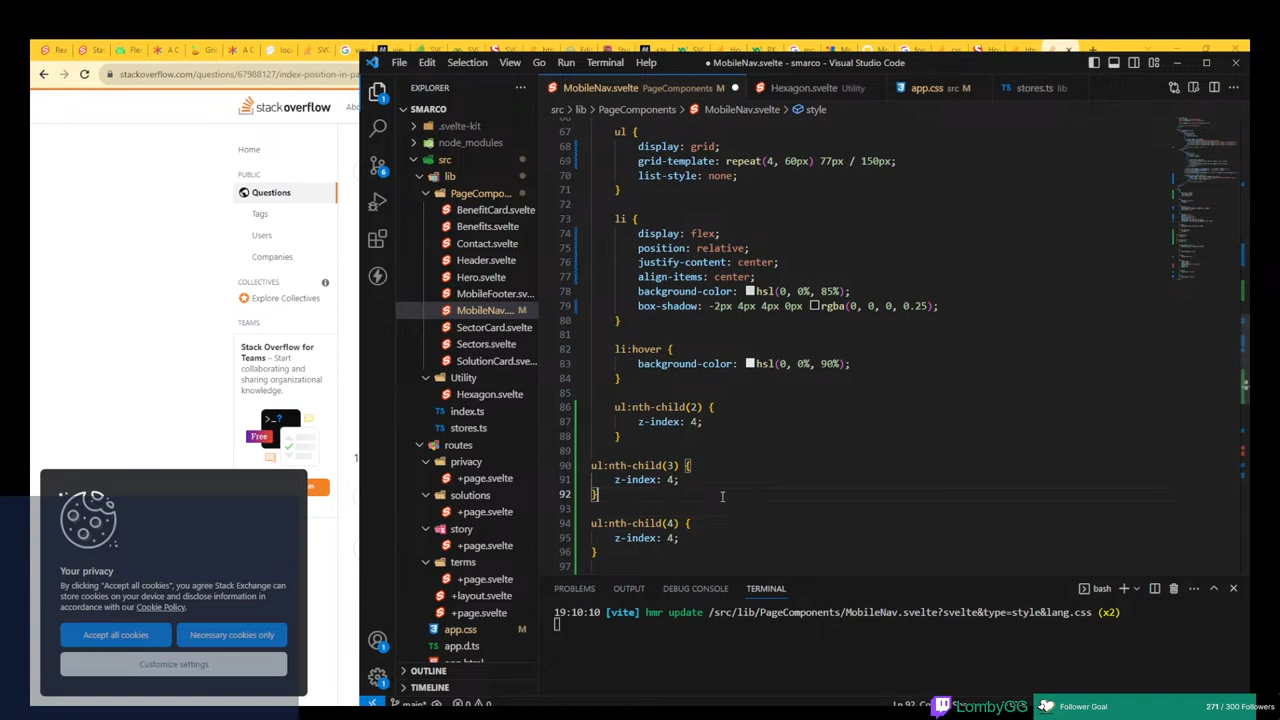 stackoverflow.com/questions/67988127/index-position-in-pa
stack overflow
Home
PUBLIC
Questions
Tags
Users
Companies
COLLECTIVES
Explore Collectives
TEAMS
Stack Overflow for
Teams – Start
collaborating and
sharing organizational
knowledge.
Free
Your privacy
By clicking "Accept all cookies", you agree Stack Exchange can
store cookies on your device and disclose information in
accordance with our Cookie Policy.
Accept all cookies
Necessary cookies only
Customize settings
File Edit Selection View Go Run Terminal Help
● MobileNav.svelte - smarco - Visual Studio Code
EXPLORER
SMARCO
.svelte-kit
node_modules
src
lib
PageCompo...
BenefitCard.svelte
Benefits.svelte
Contact.svelte
Header.svelte
Hero.svelte
MobileFooter.sv...
MobileNav.... M
SectorCard.svelte
Sectors.svelte
SolutionCard.sve...
Utility
Hexagon.svelte
index.ts
stores.ts
routes
privacy
+page.svelte
solutions
+page.svelte
story
+page.svelte
terms
+page.svelte
+layout.svelte
+page.svelte
app.css M
app.d.ts
OUTLINE
TIMELINE
MobileNav.svelte PageComponents M ●
Hexagon.svelte Utility
app.css src M
stores.ts lib
src > lib > PageComponents > MobileNav.svelte > style
67 ul {
68 display: grid;
69 grid-template: repeat(4, 60px) 77px / 150px;
70 list-style: none;
71 }
72
73 li {
74 display: flex;
75 position: relative;
76 justify-content: center;
77 align-items: center;
78 background-color: hsl(0, 0%, 85%);
79 box-shadow: -2px 4px 4px 0px rgba(0, 0, 0, 0.25);
80 }
81
82 li:hover {
83 background-color: hsl(0, 0%, 90%);
84 }
85
86 ul:nth-child(2) {
87 z-index: 4;
88 }
89
90 ul:nth-child(3) {
91 z-index: 4;
92 }
93
94 ul:nth-child(4) {
95 z-index: 4;
96 }
97
PROBLEMS OUTPUT DEBUG CONSOLE TERMINAL
bash
19:10:10 [vite] hmr update /src/lib/PageComponents/MobileNav.svelte?svelte&type=style&lang.css (x2)
main*
LombyGG
Follower Goal
271 / 300 Followers